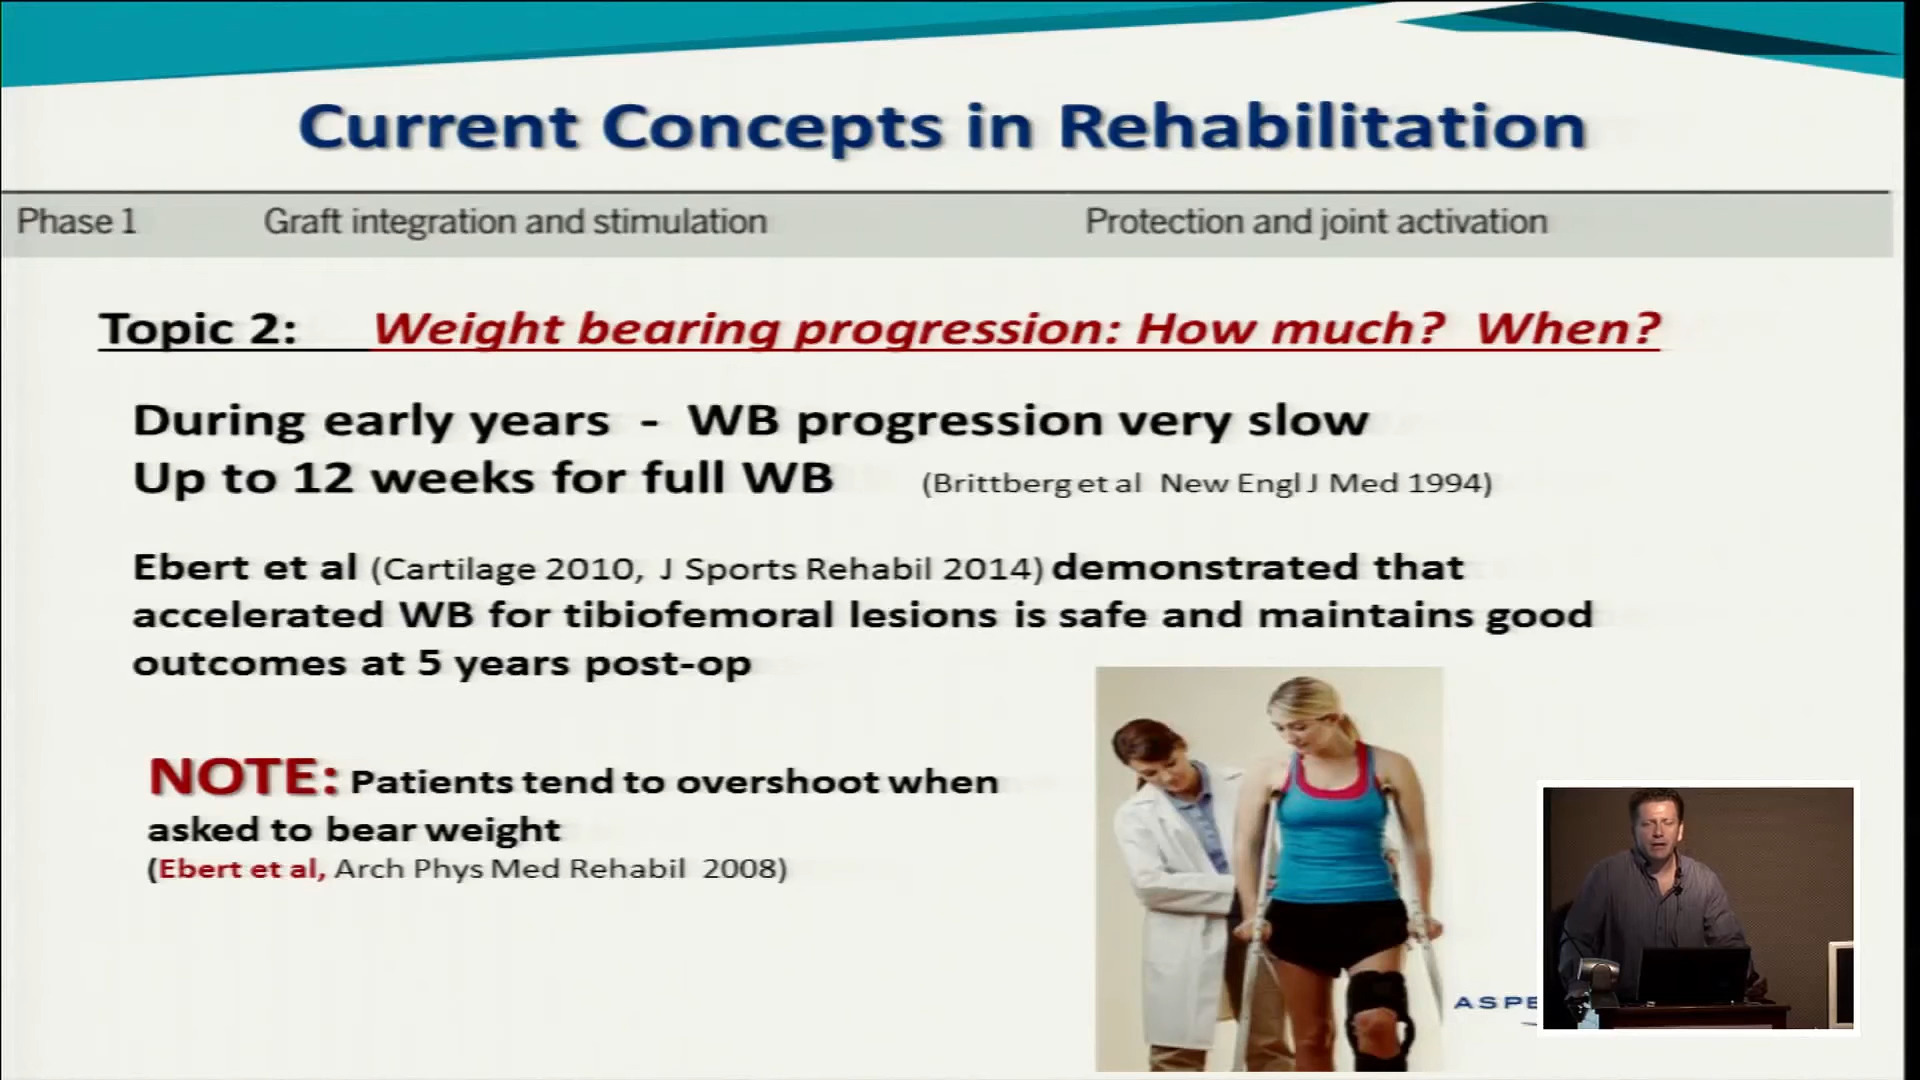 Current Concepts in Rehabilitation
Phase 1 Graft integration and stimulation Protection and joint activation
Topic 2: Weight bearing progression: How much? When?
During early years - WB progression very slow
Up to 12 weeks for full WB (Brittberg et al New Engl J Med 1994)
Ebert et al (Cartilage 2010, J Sports Rehabil 2014) demonstrated that
accelerated WB for tibiofemoral lesions is safe and maintains good
outcomes at 5 years post-op
NOTE: Patients tend to overshoot when
asked to bear weight
(Ebert et al, Arch Phys Med Rehabil 2008)
ASPE